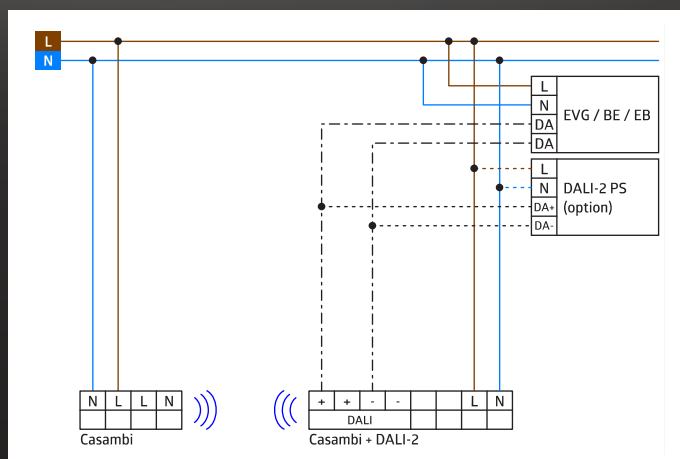 L
N
L
N
EVG / BE / EB
DA
DA
L
N
DALI-2 PS
DA+
(option)
DA-
N L L N
+ + - - L N
DALI
Casambi
Casambi + DALI-2